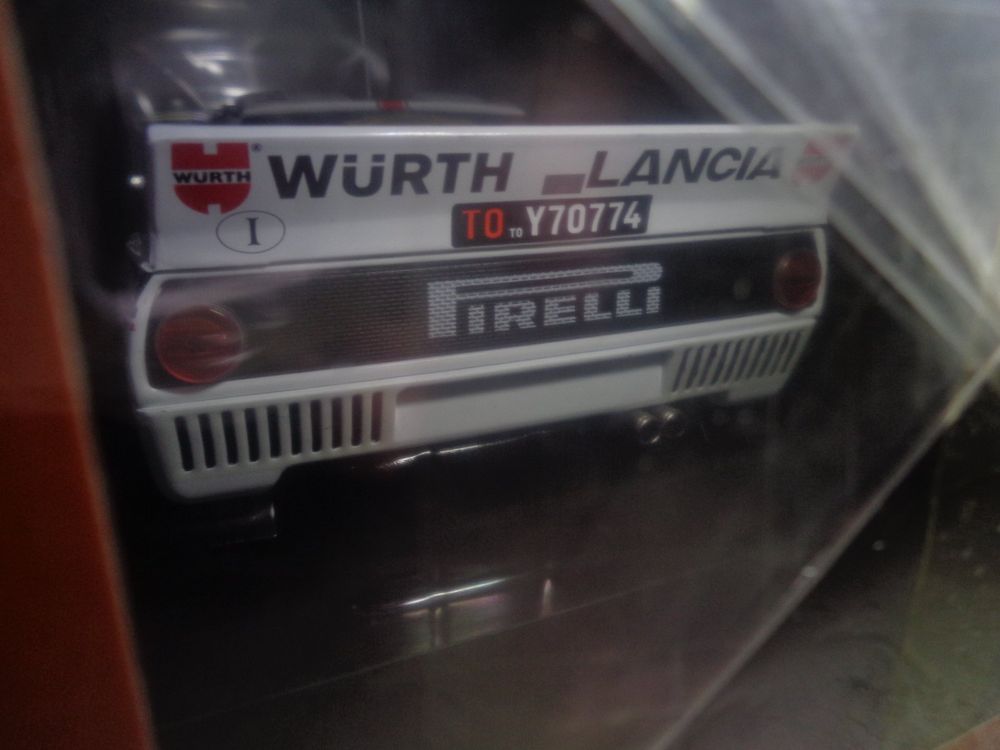 WÜRTH ® WÜRTH LANCIA
I TO TO Y70774
PIRELLI